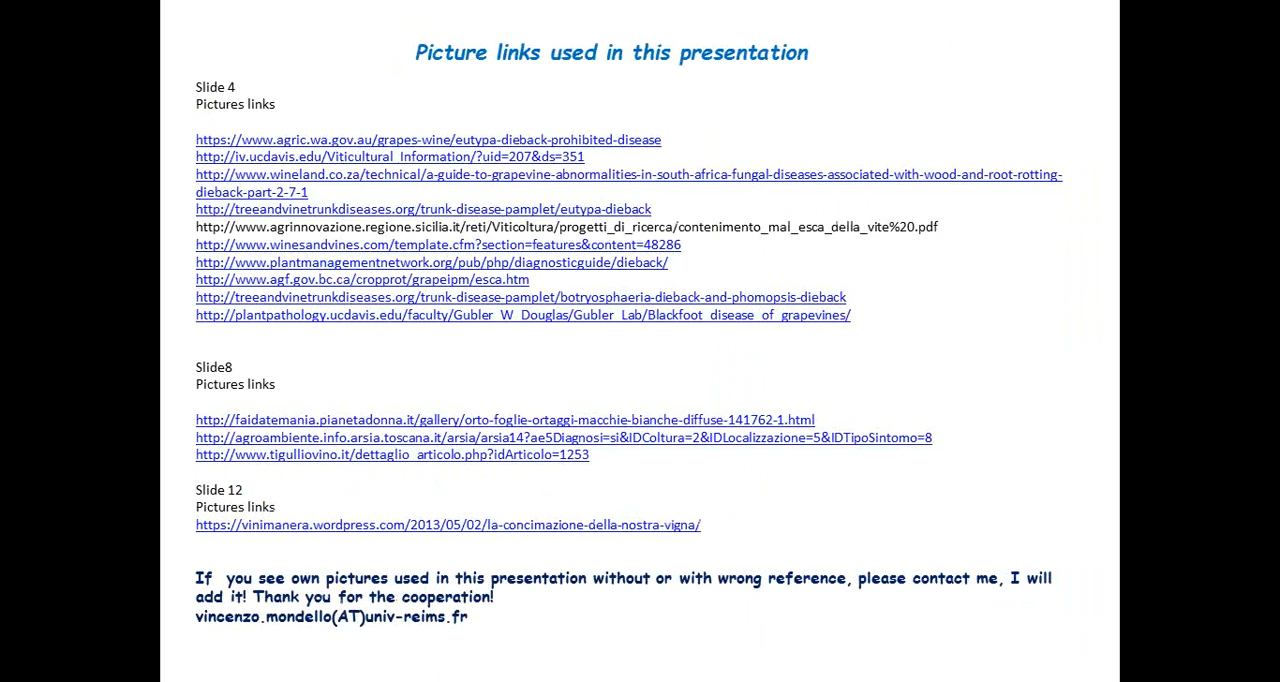 Picture links used in this presentation
Slide 4
Pictures links
https://www.agric.wa.gov.au/grapes-wine/eutypa-dieback-prohibited-disease
http://iv.ucdavis.edu/Viticultural_Information/?uid=207&ds=351
http://www.wineland.co.za/technical/a-guide-to-grapevine-abnormalities-in-south-africa-fungal-diseases-associated-with-wood-and-root-rotting-
dieback-part-2-7-1
http://treeandvinetrunkdiseases.org/trunk-disease-pamplet/eutypa-dieback
http://www.agrinnovazione.regione.sicilia.it/reti/Viticoltura/progetti_di_ricerca/contenimento_mal_esca_della_vite%20.pdf
http://www.winesandvines.com/template.cfm?section=features&content=48286
http://www.plantmanagementnetwork.org/pub/php/diagnosticguide/dieback/
http://www.agf.gov.bc.ca/cropprot/grapeipm/esca.htm
http://treeandvinetrunkdiseases.org/trunk-disease-pamplet/botryosphaeria-dieback-and-phomopsis-dieback
http://plantpathology.ucdavis.edu/faculty/Gubler_W_Douglas/Gubler_Lab/Blackfoot_disease_of_grapevines/
Slide8
Pictures links
http://faidatemania.pianetadonna.it/gallery/orto-foglie-ortaggi-macchie-bianche-diffuse-141762-1.html
http://agroambiente.info.arsia.toscana.it/arsia/arsia14?ae5Diagnosi=si&IDColtura=2&IDLocalizzazione=5&IDTipoSintomo=8
http://www.tigulliovino.it/dettaglio_articolo.php?idArticolo=1253
Slide 12
Pictures links
https://vinimanera.wordpress.com/2013/05/02/la-concimazione-della-nostra-vigna/
If you see own pictures used in this presentation without or with wrong reference, please contact me, I will
add it! Thank you for the cooperation!
vincenzo.mondello(AT)univ-reims.fr